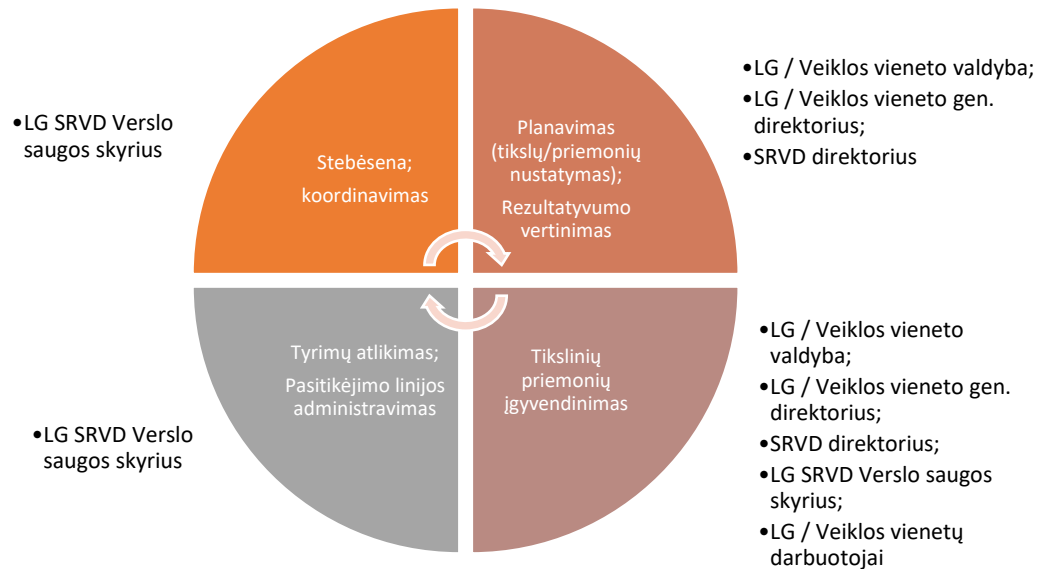 •LG SRVD Verslo
saugos skyrius
Stebėsena;
koordinavimas
Planavimas
(tikslų/priemonių
nustatymas);
Rezultatyvumo
vertinimas
•LG / Veiklos vieneto valdyba;
•LG / Veiklos vieneto gen.
direktorius;
•SRVD direktorius
•LG SRVD Verslo
saugos skyrius
Tyrimų atlikimas;
Pasitikėjimo linijos
administravimas
Tikslinių
priemonių
įgyvendinimas
•LG / Veiklos vieneto
valdyba;
•LG / Veiklos vieneto gen.
direktorius;
•SRVD direktorius;
•LG SRVD Verslo saugos
skyrius;
•LG / Veiklos vienetų
darbuotojai